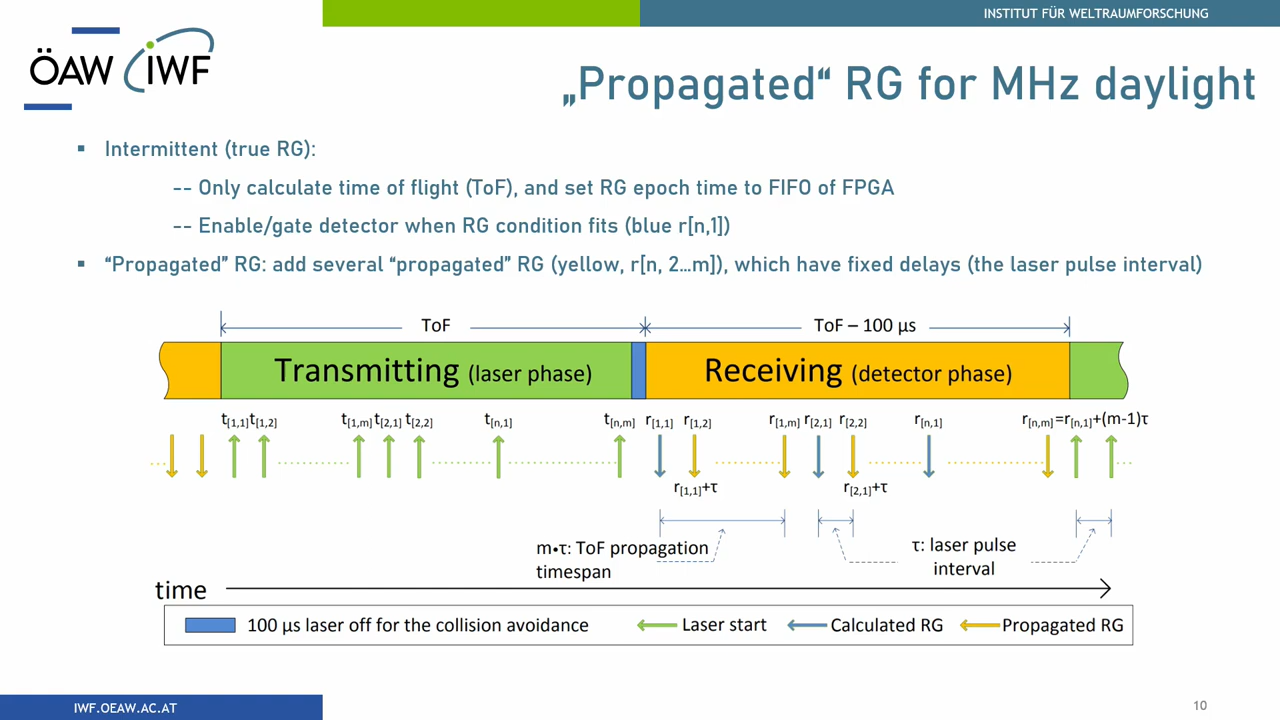 INSTITUT FÜR WELTRAUMFORSCHUNG
ÖAW IWF
„Propagated“ RG for MHz daylight
▪ Intermittent (true RG):
-- Only calculate time of flight (ToF), and set RG epoch time to FIFO of FPGA
-- Enable/gate detector when RG condition fits (blue r[n,1])
▪ “Propagated” RG: add several “propagated” RG (yellow, r[n, 2…m]), which have fixed delays (the laser pulse interval)
ToF ToF – 100 µs
Transmitting (laser phase) Receiving (detector phase)
t[1,1] t[1,2] t[1,m] t[2,1] t[2,2] t[n,1] t[n,m] r[1,1] r[1,2] r[1,m] r[2,1] r[2,2] r[n,1] r[n,m]=r[n,1]+(m-1)τ
r[1,1]+τ r[2,1]+τ
m•τ: ToF propagation
timespan
τ: laser pulse
interval
time
100 µs laser off for the collision avoidance Laser start Calculated RG Propagated RG
IWF.OEAW.AC.AT 10